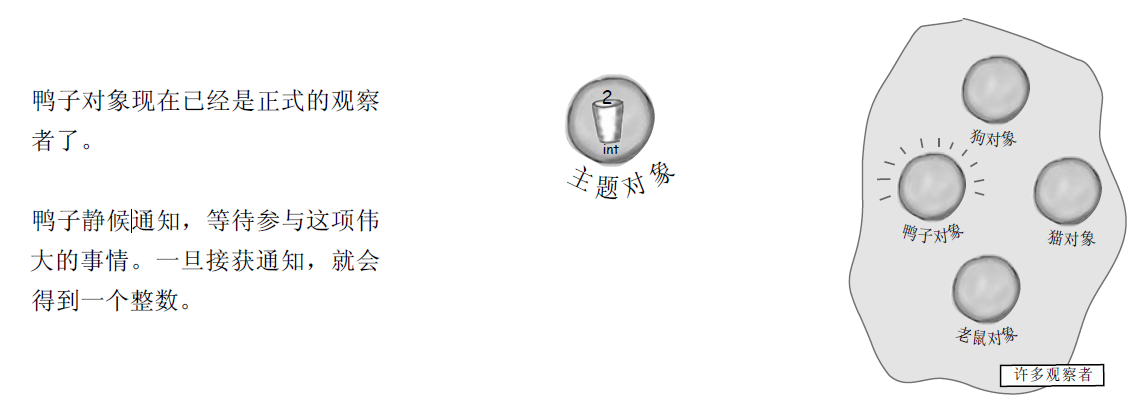 鸭子对象现在已经是正式的观察
者了。
鸭子静候通知，等待参与这项伟
大的事情。一旦接获通知，就会
得到一个整数。
2
int
主题对象
狗对象
鸭子对象
猫对象
老鼠对象
许多观察者